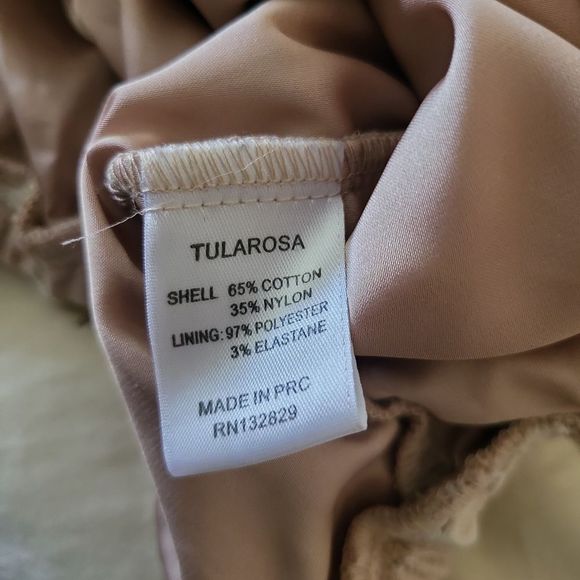 TULAROSA
SHELL 65% COTTON
35% NYLON
LINING: 97% POLYESTER
3% ELASTANE
MADE IN PRC
RN132829